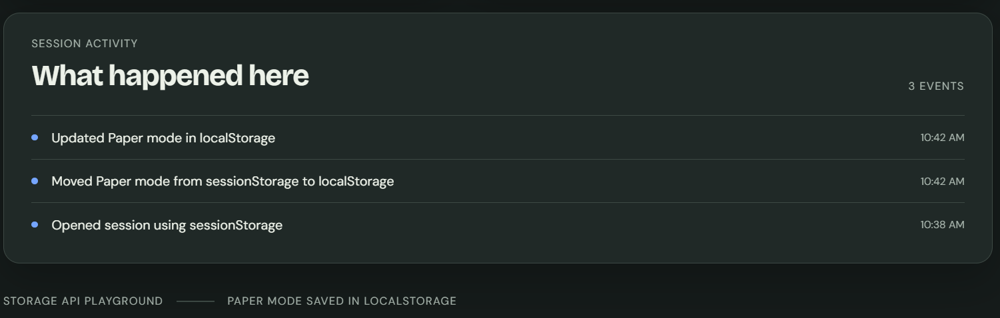 SESSION ACTIVITY
What happened here
3 EVENTS
Updated Paper mode in localStorage 10:42 AM
Moved Paper mode from sessionStorage to localStorage 10:42 AM
Opened session using sessionStorage 10:38 AM
STORAGE API PLAYGROUND PAPER MODE SAVED IN LOCALSTORAGE